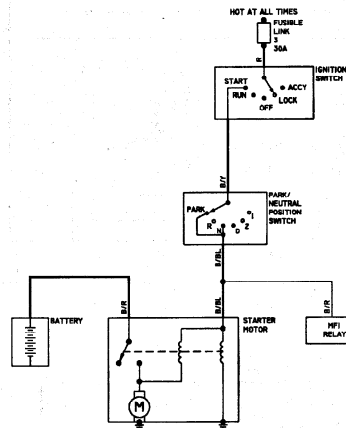 HOT AT ALL TIMES
FUSIBLE
LINK
3
30A
R
IGNITION
SWITCH
START
ACCY
RUN
LOCK
OFF
B/Y
PARK/
NEUTRAL
POSITION
SWITCH
PARK
R
N
D
2
1
B/BL
B/R
B/BL
B/R
BATTERY
STARTER
MOTOR
MFI
RELAY
M